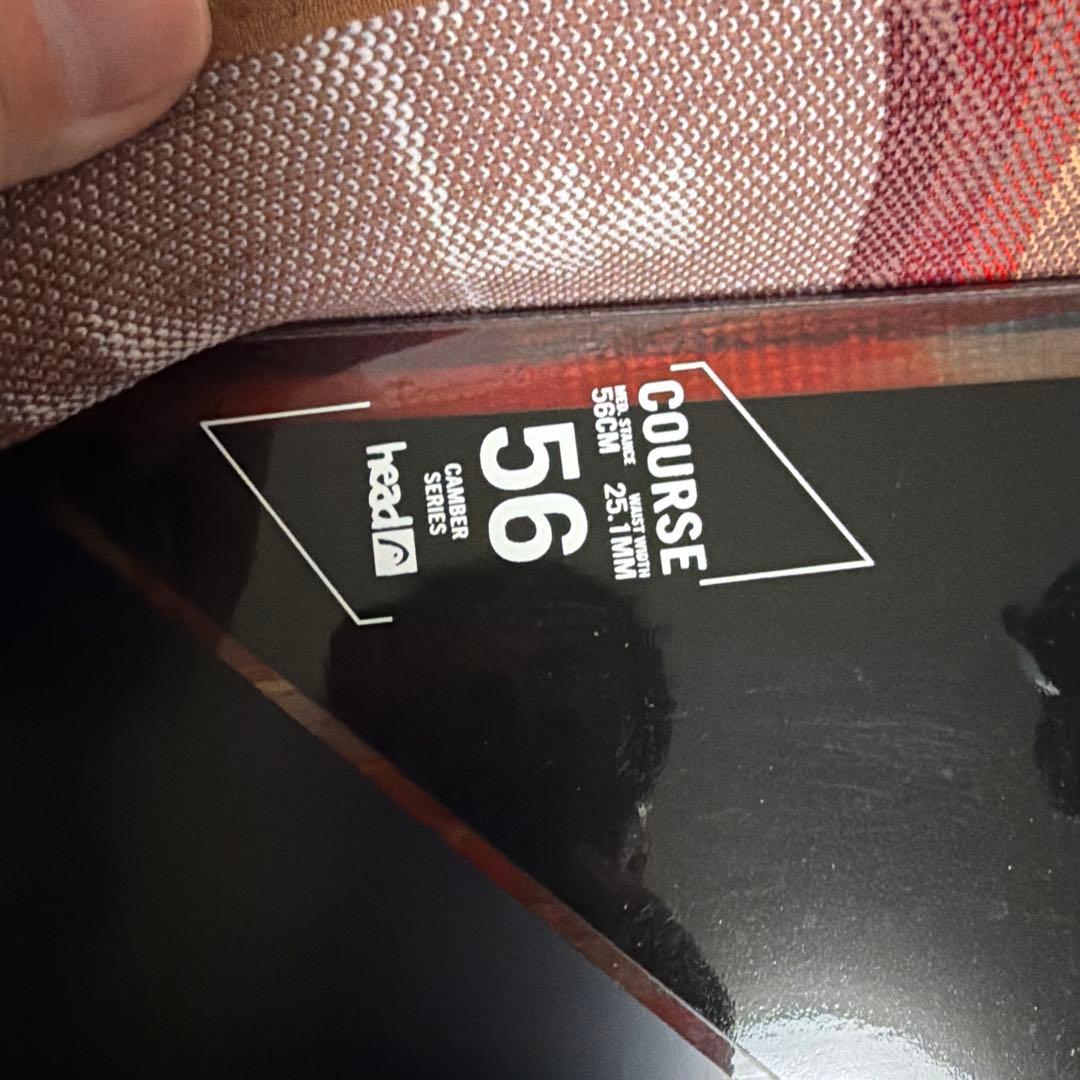 COURSE
MED. STANCE WAIST WIDTH
56CM 25.1MM
56
CAMBER
SERIES
head